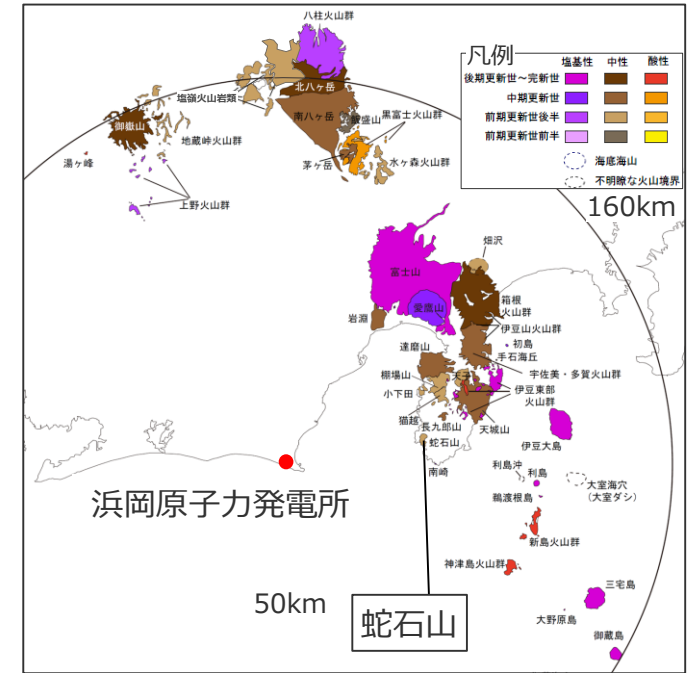 八柱火山群
凡例
塩基性 中性 酸性
後期更新世～完新世
中期更新世
前期更新世後半
前期更新世前半
海底海山
不明瞭な火山境界
160km
北八ヶ岳
塩嶺火山岩類
南八ヶ岳
飯盛山
黒富士火山群
御嶽山
地蔵峠火山群
茅ヶ岳
水ヶ森火山群
湯ヶ峰
上野火山群
畑沢
富士山
愛鷹山
箱根
火山群
岩淵
伊豆山火山群
初島
達磨山
手石海丘
棚場山
天子
宇佐美・多賀火山群
小下田
伊豆東部
火山群
猫越
長九郎山
天城山
蛇石山
伊豆大島
南崎
利島沖
利島
大室海穴
(大室ダシ)
鵜渡根島
浜岡原子力発電所
新島火山群
神津島火山群
50km
蛇石山
三宅島
大野原島
御蔵島